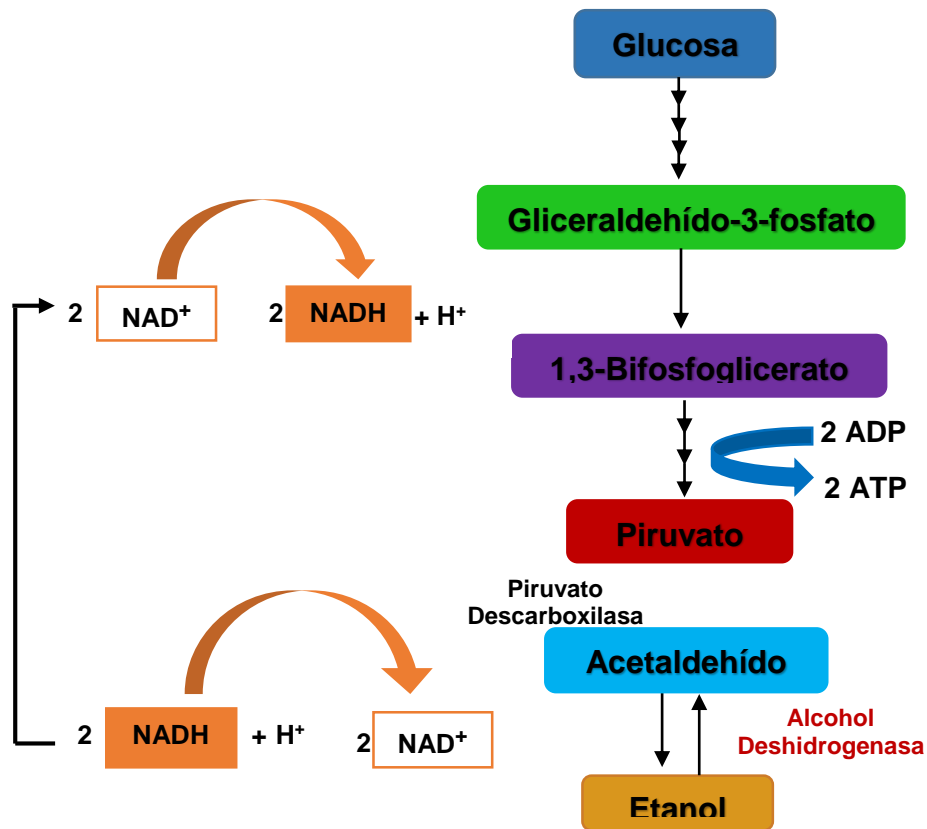 Glucosa
Gliceraldehído-3-fosfato
2 NAD⁺ 2 NADH + H⁺
1,3-Bifosfoglicerato
2 ADP
2 ATP
Piruvato
Piruvato
Descarboxilasa
Acetaldehído
2 NADH + H⁺ 2 NAD⁺
Alcohol
Deshidrogenasa
Etanol